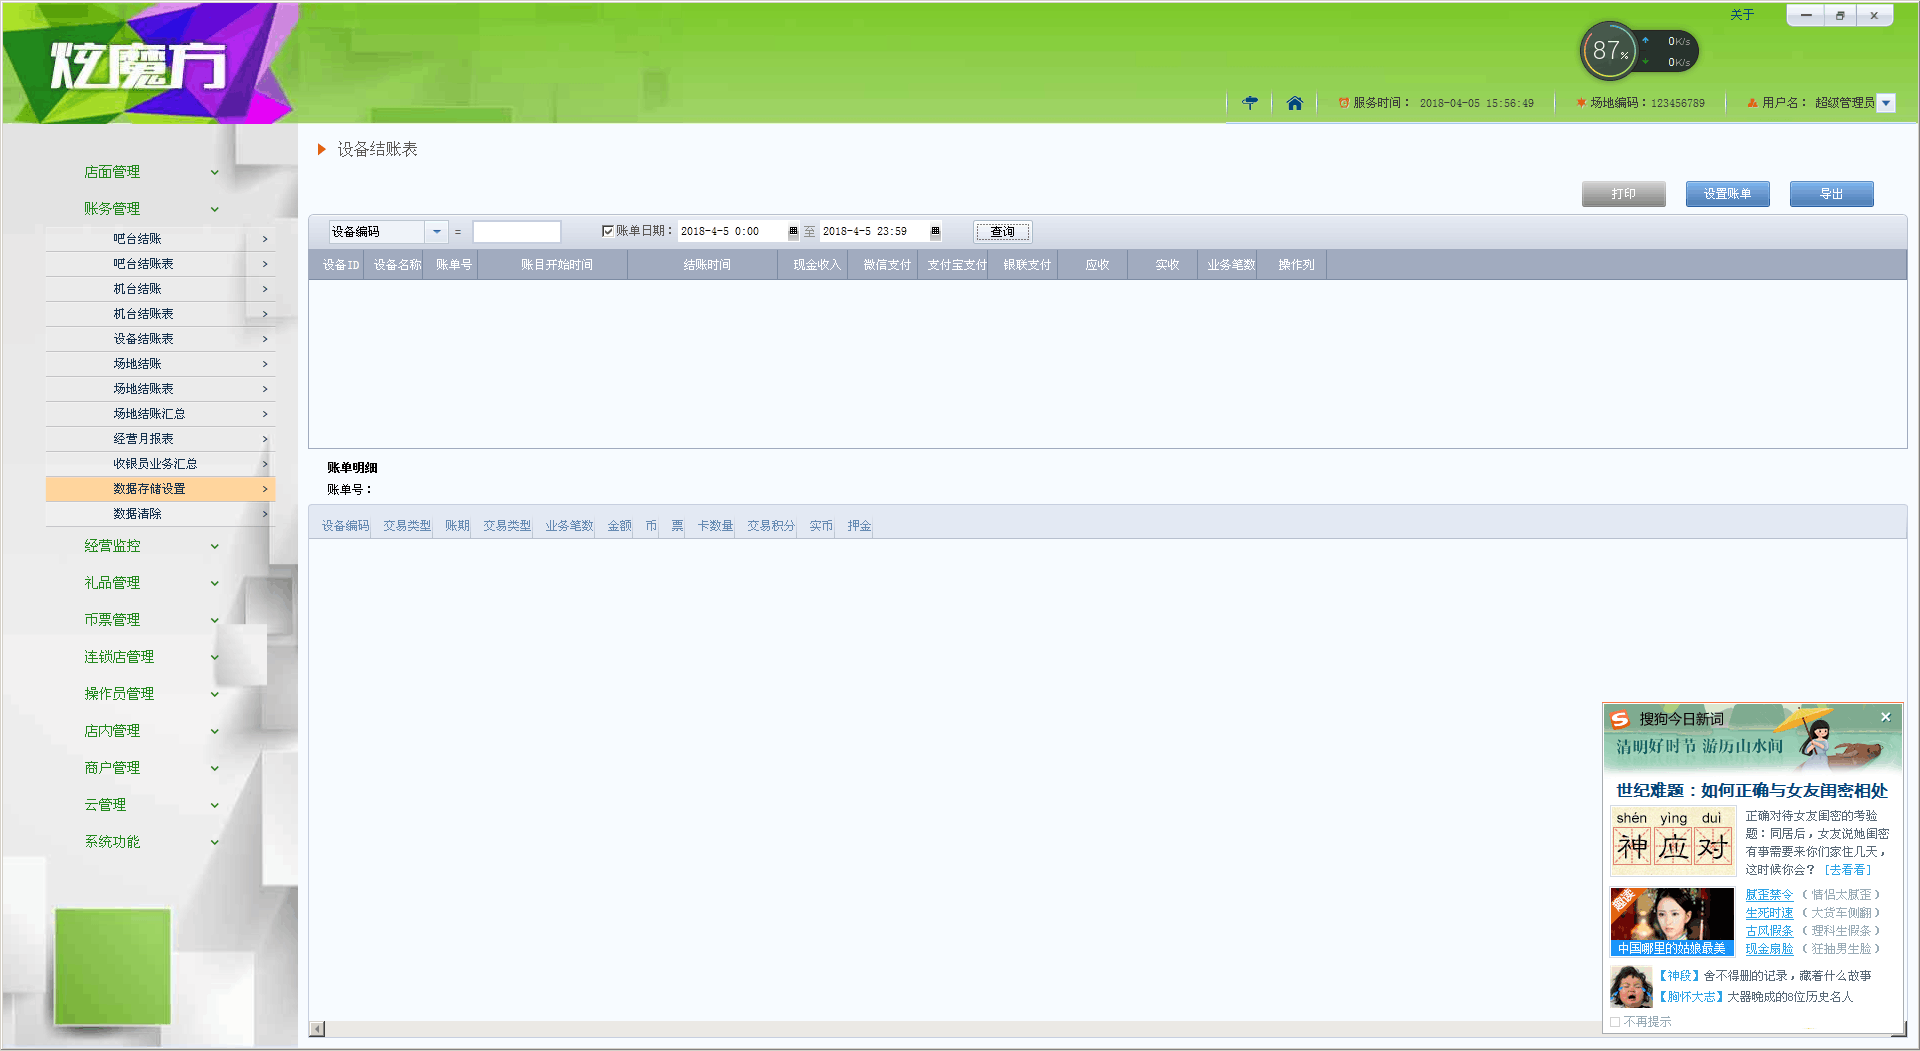 关于
炫魔方
87%
0K/s
0K/s
服务时间： 2018-04-05 15:56:49
场地编码：123456789
用户名： 超级管理员
店面管理
账务管理
吧台结账
吧台结账表
机台结账
机台结账表
设备结账表
场地结账
场地结账表
场地结账汇总
经营月报表
收银员业务汇总
数据存储设置
数据清除
经营监控
礼品管理
币票管理
连锁店管理
操作员管理
店内管理
商户管理
云管理
系统功能
设备结账表
打印 设置账单 导出
设备编码 = 账单日期： 2018-4-5 0:00 至 2018-4-5 23:59 查询
设备ID 设备名称 账单号 账目开始时间 结账时间 现金收入 微信支付 支付宝支付 银联支付 应收 实收 业务笔数 操作列
账单明细
账单号：
设备编码 交易类型 账期 交易类型 业务笔数 金额 币 票 卡数量 交易积分 实币 押金
搜狗今日新词
清明好时节 游历山水间
世纪难题：如何正确与女友闺密相处
shén yìng duì
神应对
正确对待女友闺密的考验
题：同居后，女友说她闺密
有事需要来你们家住几天，
这时候你会？ [去看看]
趣读
中国哪里的姑娘最美
腻歪禁令 （情侣太腻歪）
生死时速 （大货车侧翻）
古风假条 （理科生假条）
现金扇脸 （狂抽男生脸）
【神段】舍不得删的记录，藏着什么故事
【胸怀大志】大器晚成的8位历史名人
不再提示